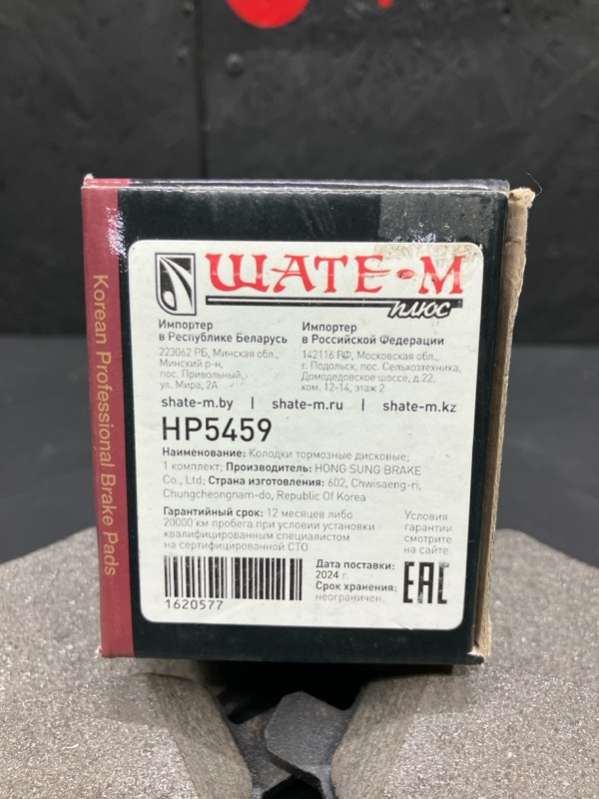 Korean Professional Brake Pads
ШАТЕ-М
плюс
Импортер
в Республике Беларусь
223062 РБ, Минская обл.,
Минский р-н,
пос. Привольный,
ул. Мира, 2А
Импортер
в Российской Федерации
142116 РФ, Московская обл.,
г. Подольск, пос. Сельхозтехника,
Домодедовское шоссе, д.22,
ком. 12-14, этаж 2
shate-m.by | shate-m.ru | shate-m.kz
HP5459
Наименование: Колодки тормозные дисковые;
1 комплект; Производитель: HONG SUNG BRAKE
Co., Ltd; Страна изготовления: 602, Chwisaeng-ri,
Chungcheongnam-do, Republic Of Korea
Гарантийный срок: 12 месяцев либо
20000 км пробега при условии установки
квалифицированным специалистом
на сертифицированной СТО
Условия
гарантии
смотрите
на сайте
1620577
Дата поставки:
2024 г.
Срок хранения:
неограничен.
EAC